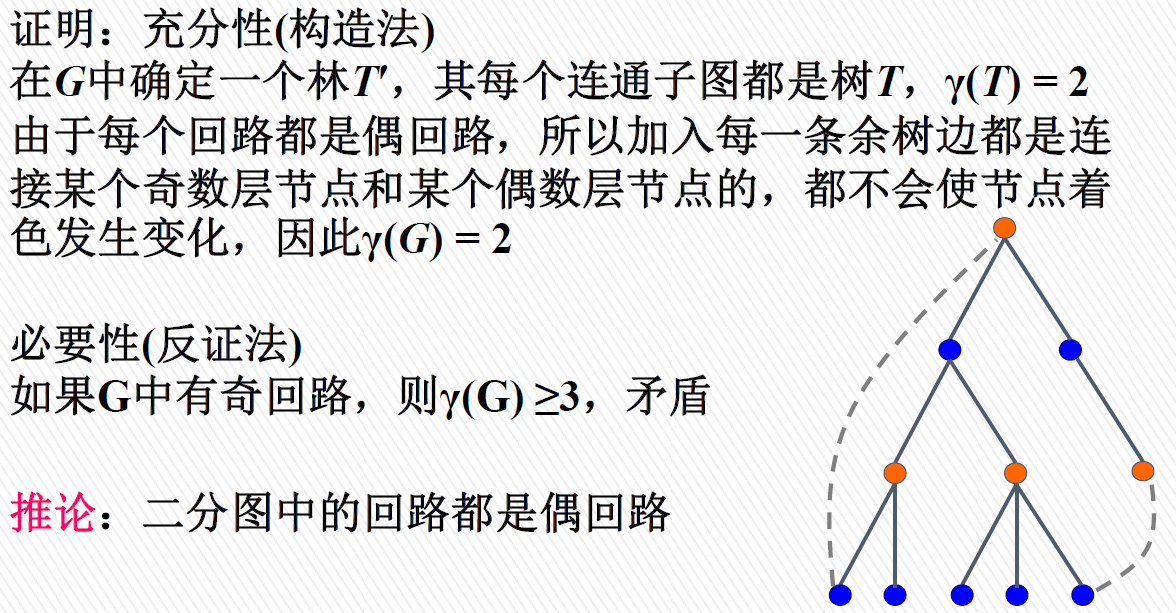 证明：充分性(构造法)
在G中确定一个林T′，其每个连通子图都是树T，γ(T) = 2
由于每个回路都是偶回路，所以加入每一条余树边都是连
接某个奇数层节点和某个偶数层节点的，都不会使节点着
色发生变化，因此γ(G) = 2
必要性(反证法)
如果G中有奇回路，则γ(G) ≥3，矛盾
推论：二分图中的回路都是偶回路